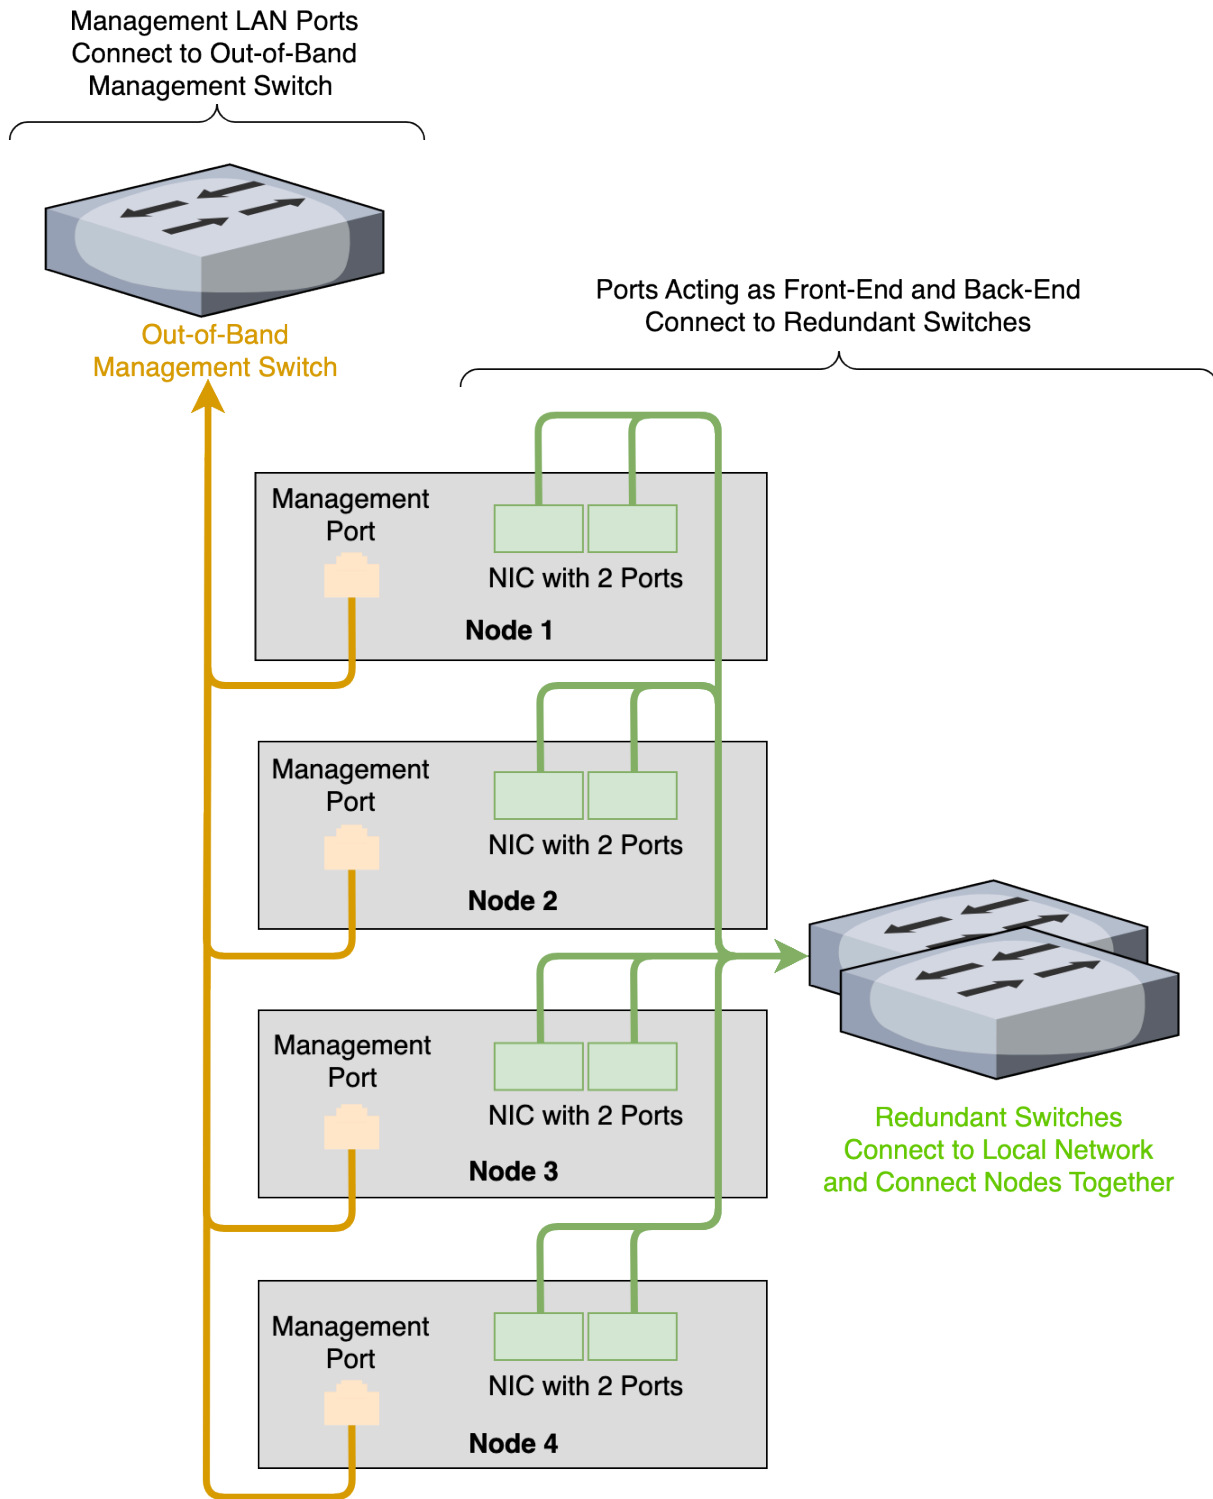 Management LAN Ports
Connect to Out-of-Band
Management Switch
Out-of-Band
Management Switch
Ports Acting as Front-End and Back-End
Connect to Redundant Switches
Management
Port
NIC with 2 Ports
Node 1
Management
Port
NIC with 2 Ports
Node 2
Management
Port
NIC with 2 Ports
Node 3
Redundant Switches
Connect to Local Network
and Connect Nodes Together
Management
Port
NIC with 2 Ports
Node 4